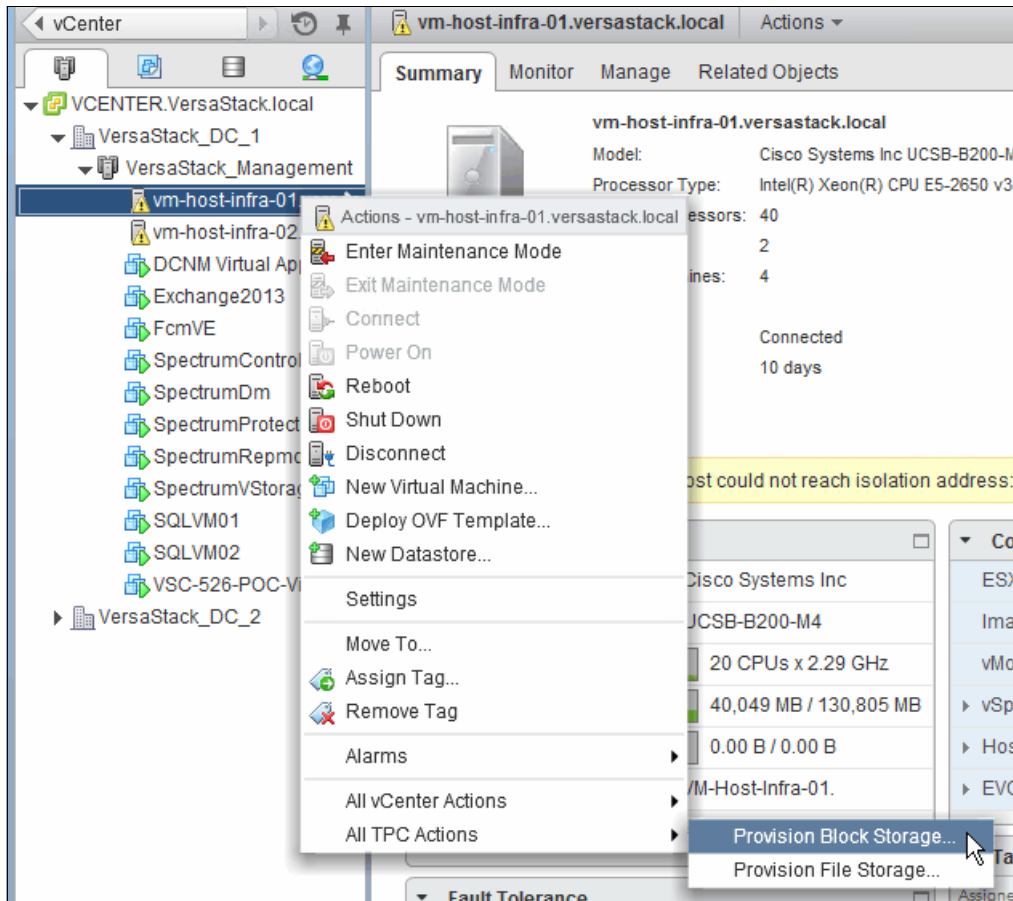 vCenter
vm-host-infra-01.versastack.local
Actions
Summary
Monitor
Manage
Related Objects
VCENTER.VersaStack.local
VersaStack_DC_1
VersaStack_Management
vm-host-infra-01.
vm-host-infra-02.
DCNM Virtual App
Exchange2013
FcmVE
SpectrumControl
SpectrumDm
SpectrumProtect
SpectrumRepmo
SpectrumVStorag
SQLVM01
SQLVM02
VSC-526-POC-Vi
VersaStack_DC_2
vm-host-infra-01.versastack.local
Model: Cisco Systems Inc UCSB-B200-M
Processor Type: Intel(R) Xeon(R) CPU E5-2650 v3
essors: 40
2
ines: 4
Connected
10 days
Actions - vm-host-infra-01.versastack.local
Enter Maintenance Mode
Exit Maintenance Mode
Connect
Power On
Reboot
Shut Down
Disconnect
New Virtual Machine...
Deploy OVF Template...
New Datastore...
Settings
Move To...
Assign Tag...
Remove Tag
Alarms
All vCenter Actions
All TPC Actions
Provision Block Storage...
Provision File Storage...
ost could not reach isolation address:
Cisco Systems Inc
UCSB-B200-M4
20 CPUs x 2.29 GHz
40,049 MB / 130,805 MB
0.00 B / 0.00 B
VM-Host-Infra-01.
Co
ESX
Ima
vMo
vSp
Hos
EVC
Ta
Assigne
Fault Tolerance